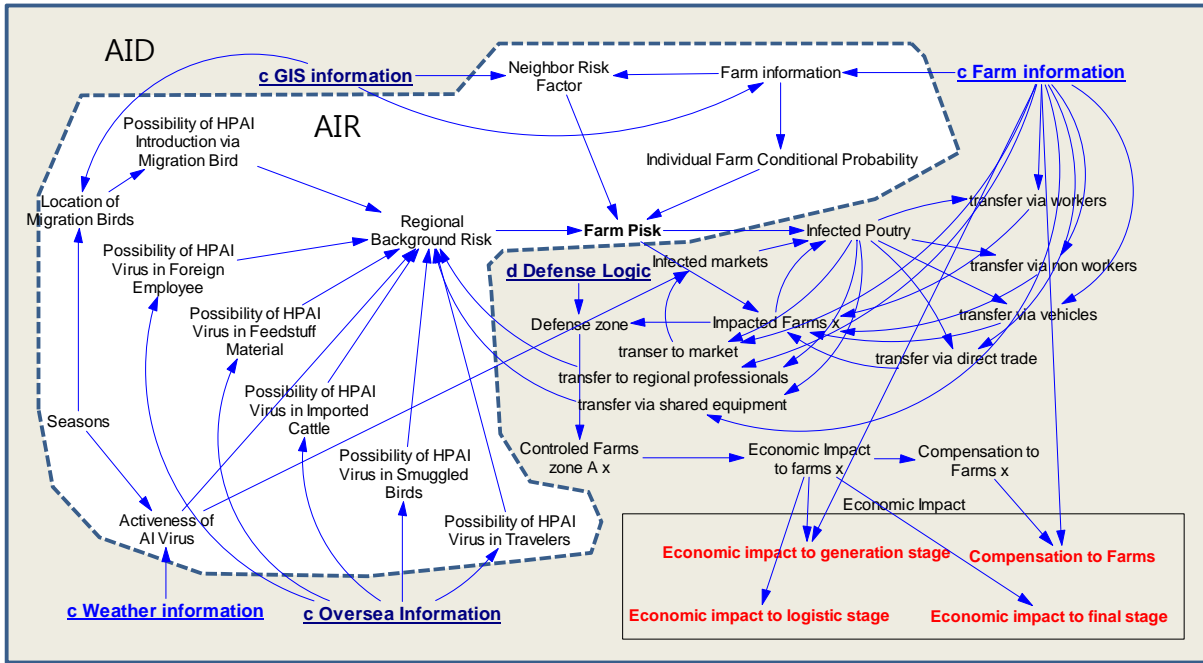 AID
c GIS information
Neighbor Risk
Factor
Farm information
c Farm information
AIR
Possibility of HPAI
Introduction via
Migration Bird
Individual Farm Conditional Probability
Location of
Migration Birds
transfer via workers
Regional
Background Risk
Farm Pisk
Infected Poutry
Possibility of HPAI
Virus in Foreign
Employee
Infected markets
transfer via non workers
d Defense Logic
Possibility of HPAI
Virus in Feedstuff
Material
Defense zone
Impacted Farms x
transfer via vehicles
transer to market
transfer via direct trade
transfer to regional professionals
Possibility of HPAI
Virus in Imported
Cattle
transfer via shared equipment
Seasons
Controled Farms
zone A x
Economic Impact
to farms x
Compensation to
Farms x
Possibility of HPAI
Virus in Smuggled
Birds
Economic Impact
Activeness of
AI Virus
Possibility of HPAI
Virus in Travelers
Economic impact to generation stage
Compensation to Farms
c Weather information
c Oversea Information
Economic impact to logistic stage
Economic impact to final stage